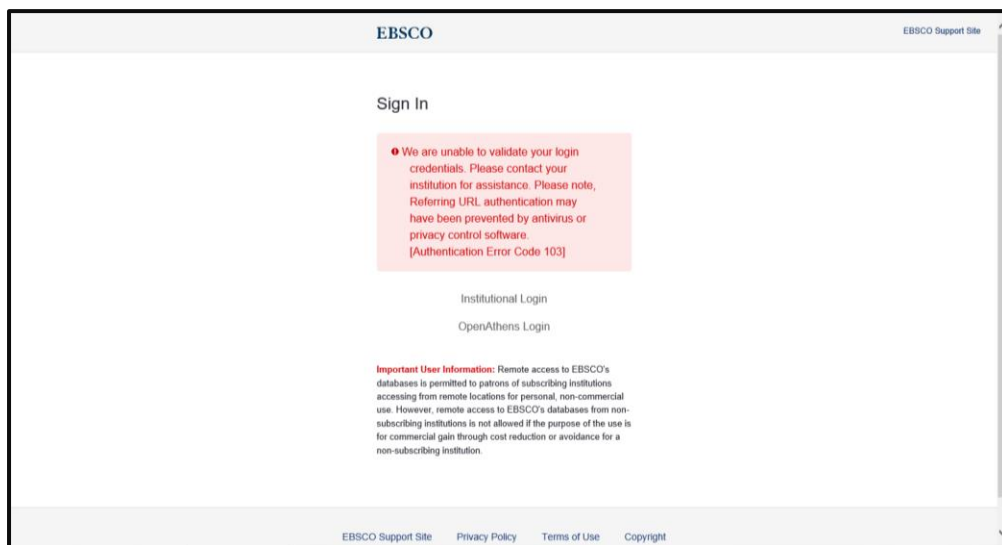 EBSCO
EBSCO Support Site
Sign In
We are unable to validate your login
credentials. Please contact your
institution for assistance. Please note,
Referring URL authentication may
have been prevented by antivirus or
privacy control software.
[Authentication Error Code 103]
Institutional Login
OpenAthens Login
Important User Information: Remote access to EBSCO's
databases is permitted to patrons of subscribing institutions
accessing from remote locations for personal, non-commercial
use. However, remote access to EBSCO's databases from non-
subscribing institutions is not allowed if the purpose of the use is
for commercial gain through cost reduction or avoidance for a
non-subscribing institution.
EBSCO Support Site Privacy Policy Terms of Use Copyright